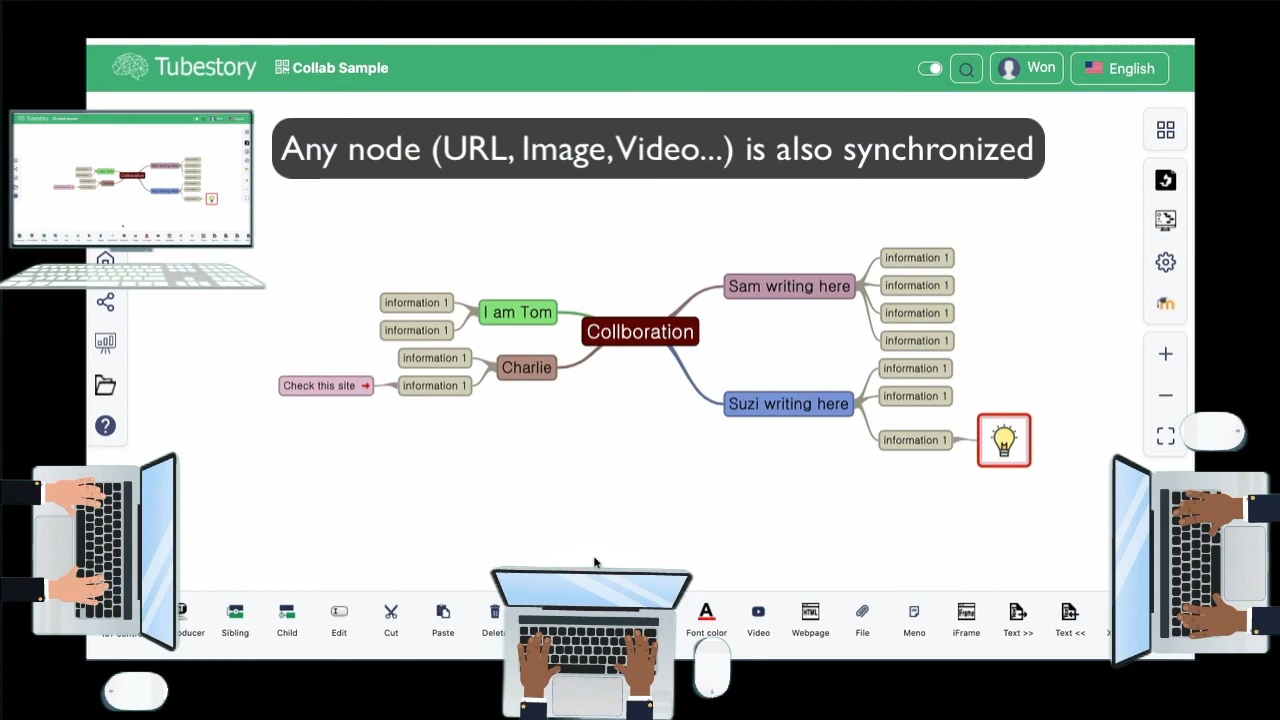 Tubestory
Collab Sample
Won
English
Any node (URL, Image, Video...) is also synchronized
information 1
information 1
I am Tom
information 1
Charlie
Check this site
information 1
Collboration
Sam writing here
information 1
information 1
information 1
information 1
Suzi writing here
information 1
information 1
information 1
Sibling
Child
Edit
Cut
Paste
Font color
Video
HTML
Webpage
File
Meno
iFrame
iFrame
Text >>
Text <<